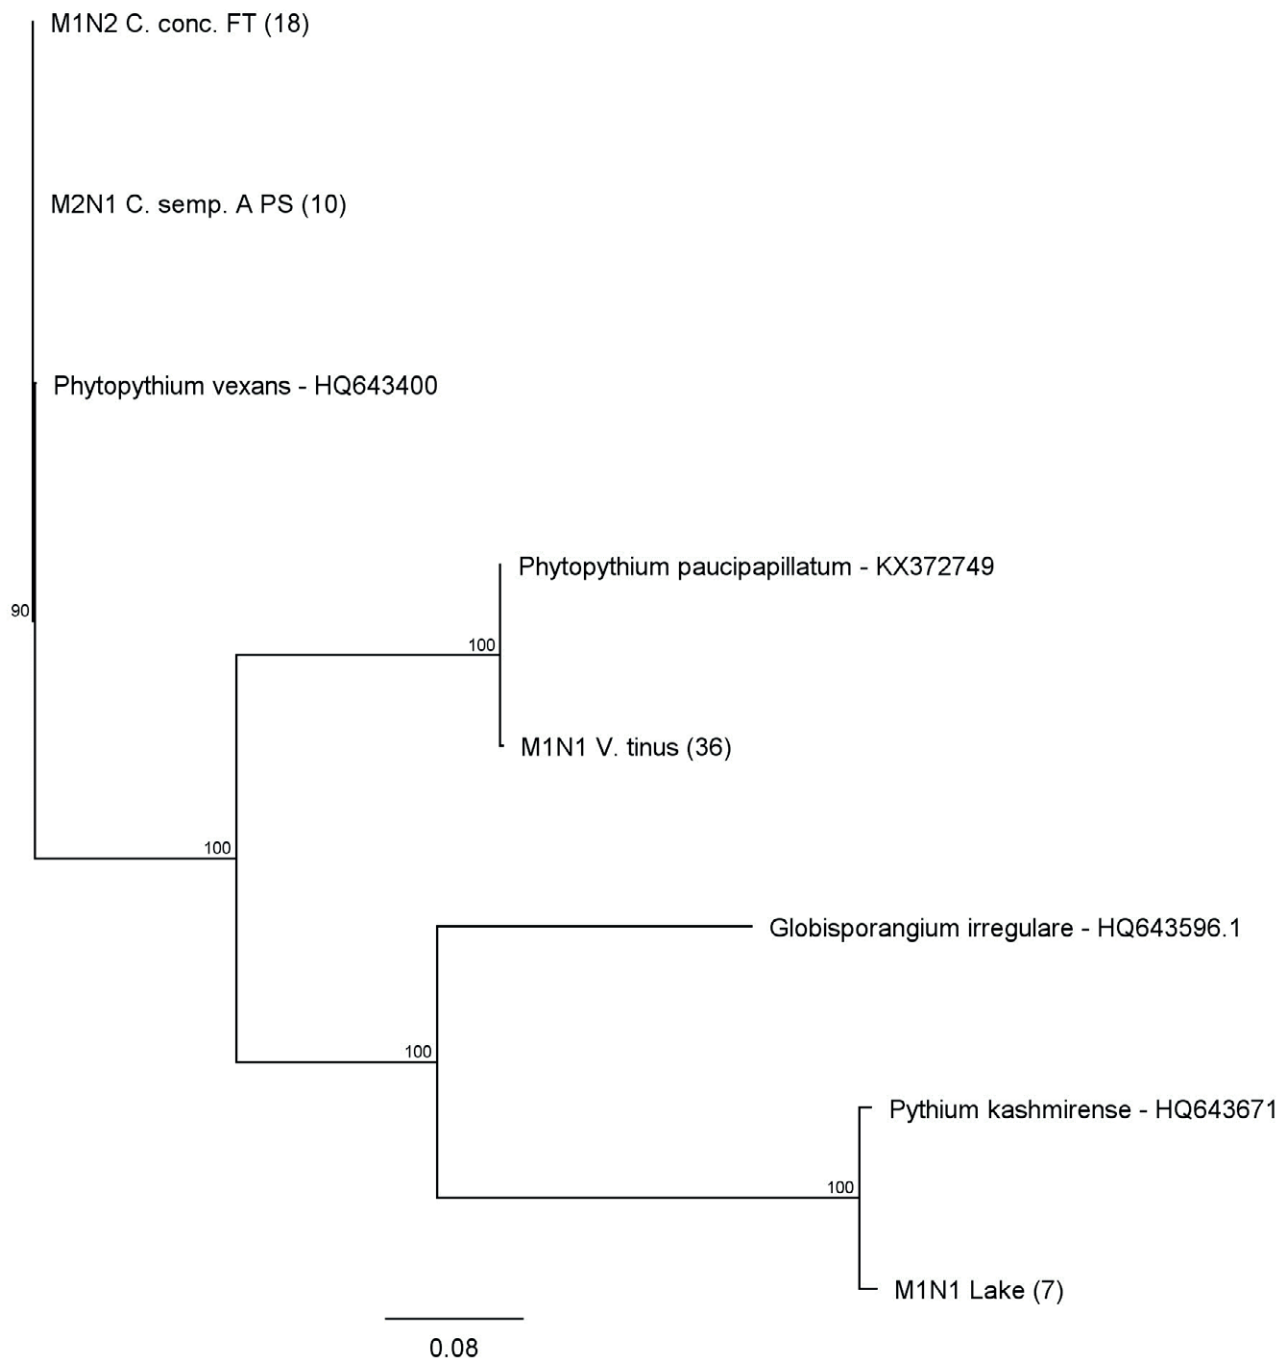 M1N2 C. conc. FT (18)
M2N1 C. semp. A PS (10)
Phytopythium vexans - HQ643400
Phytopythium paucipapillatum - KX372749
90
100
M1N1 V. tinus (36)
100
Globisporangium irregulare - HQ643596.1
100
Pythium kashmirense - HQ643671
100
M1N1 Lake (7)
0.08